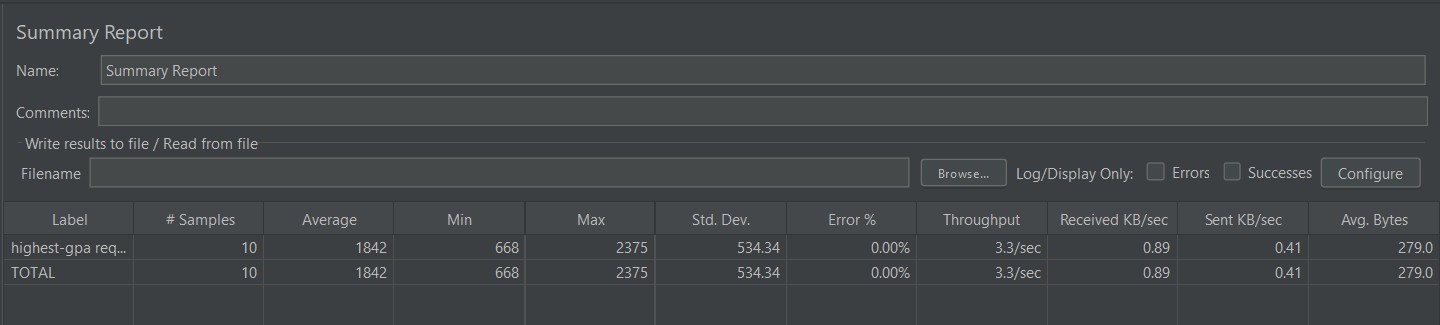 Summary Report
Name: Summary Report
Comments:
Write results to file / Read from file
Filename Browse... Log/Display Only: Errors Successes Configure
Label # Samples Average Min Max Std. Dev. Error % Throughput Received KB/sec Sent KB/sec Avg. Bytes
highest-gpa req... 10 1842 668 2375 534.34 0.00% 3.3/sec 0.89 0.41 279.0
TOTAL 10 1842 668 2375 534.34 0.00% 3.3/sec 0.89 0.41 279.0